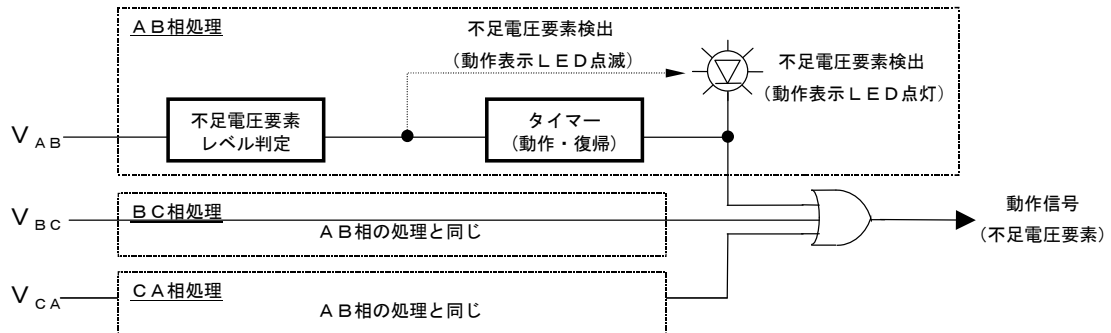 AB相処理
不足電圧要素検出
(動作表示LED点滅)
不足電圧要素検出
(動作表示LED点灯)
VAB
不足電圧要素
レベル判定
タイマー
(動作・復帰)
VBC
BC相処理
AB相の処理と同じ
動作信号
(不足電圧要素)
VCA
CA相処理
AB相の処理と同じ